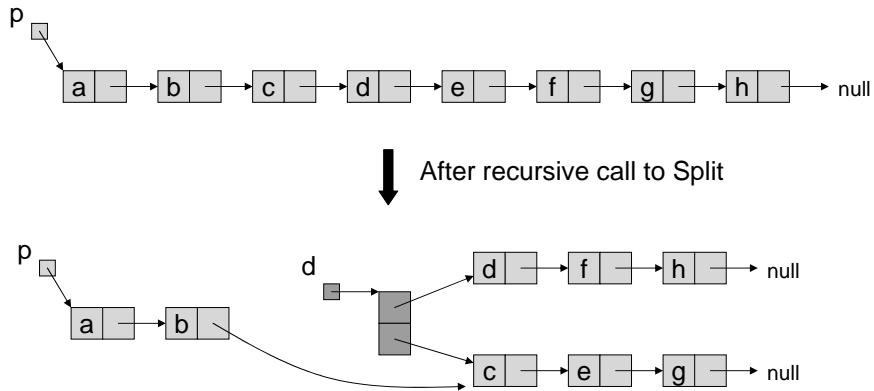 p
a b c d e f g h null
After recursive call to Split
p d d f h null
a b
c e g null